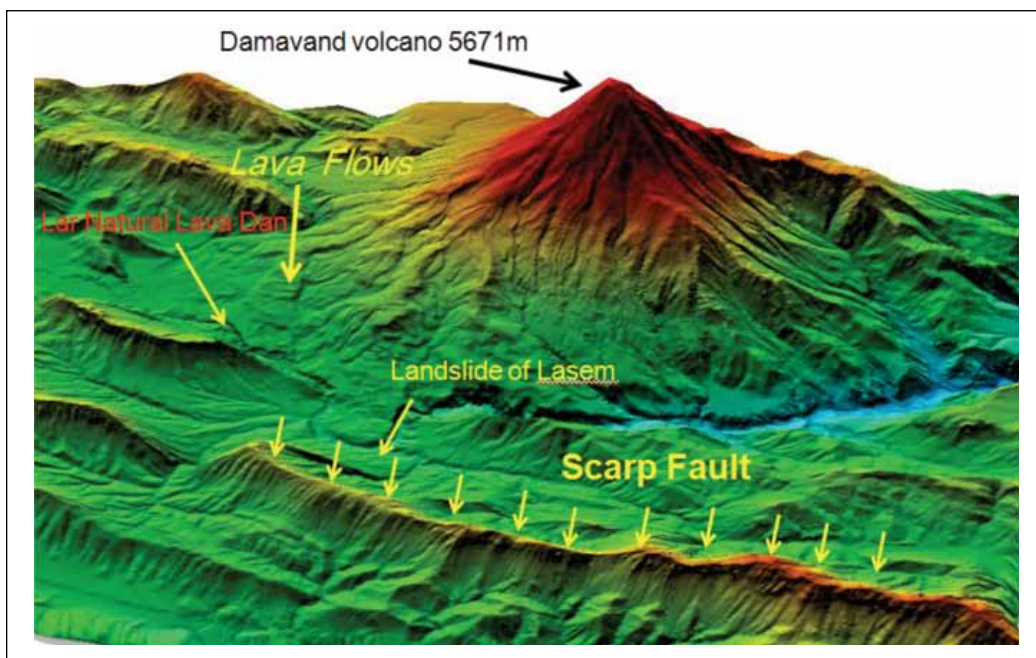 Damavand volcano 5671m
Lava Flows
Lar Natural Lava Dan
Landslide of Lasem
Scarp Fault